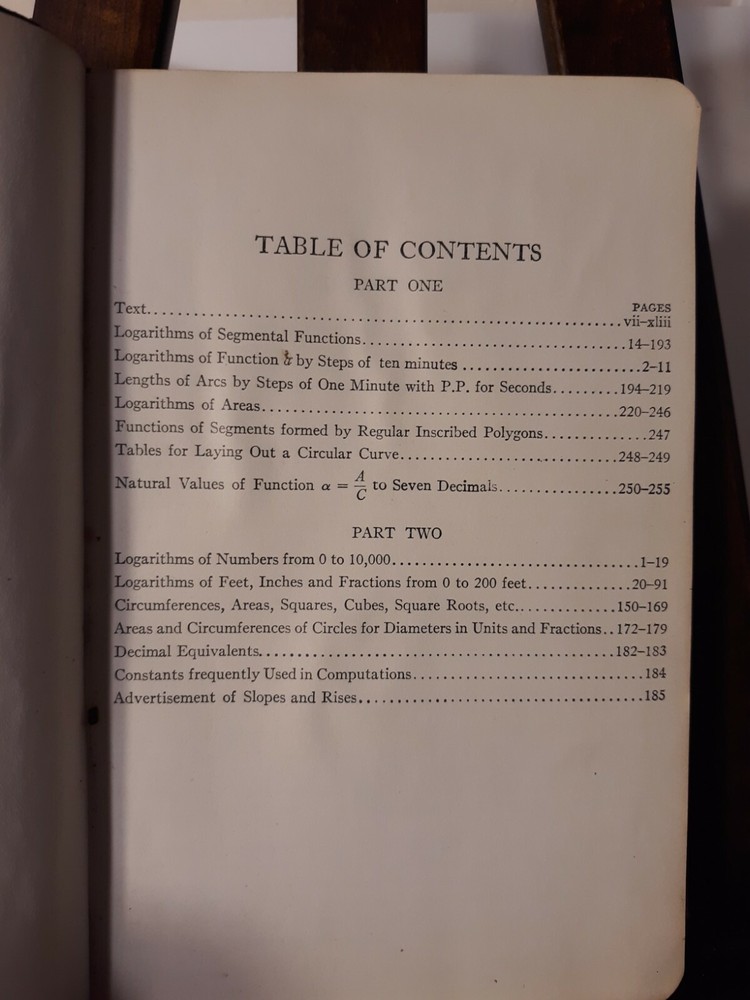 TABLE OF CONTENTS
PART ONE
PAGES
Text. . . . . . . . . . . . . . . . . . . . vii–xliii
Logarithms of Segmental Functions. . . . . . . . . . . . . . . . . . . . 14–193
Logarithms of Function by Steps of ten minutes . . . . . . . . . . . . . . . . . . . . 2–11
Lengths of Arcs by Steps of One Minute with P.P. for Seconds. . . . . . . . . 194–219
Logarithms of Areas. . . . . . . . . . . . . . . . . . . . 220–246
Functions of Segments formed by Regular Inscribed Polygons. . . . . . . . . . . . . . 247
Tables for Laying Out a Circular Curve. . . . . . . . . . . . . . . . . . . . 248–249
Natural Values of Function α = A/C to Seven Decimals. . . . . . . . . . . . . . . . 250–255
PART TWO
Logarithms of Numbers from 0 to 10,000. . . . . . . . . . . . . . . . . . . . 1–19
Logarithms of Feet, Inches and Fractions from 0 to 200 feet. . . . . . . . . . . . . . . 20–91
Circumferences, Areas, Squares, Cubes, Square Roots, etc. . . . . . . . . . . . . 150–169
Areas and Circumferences of Circles for Diameters in Units and Fractions. . 172–179
Decimal Equivalents. . . . . . . . . . . . . . . . . . . . 182–183
Constants frequently Used in Computations. . . . . . . . . . . . . . . . . . . . 184
Advertisement of Slopes and Rises. . . . . . . . . . . . . . . . . . . . 185